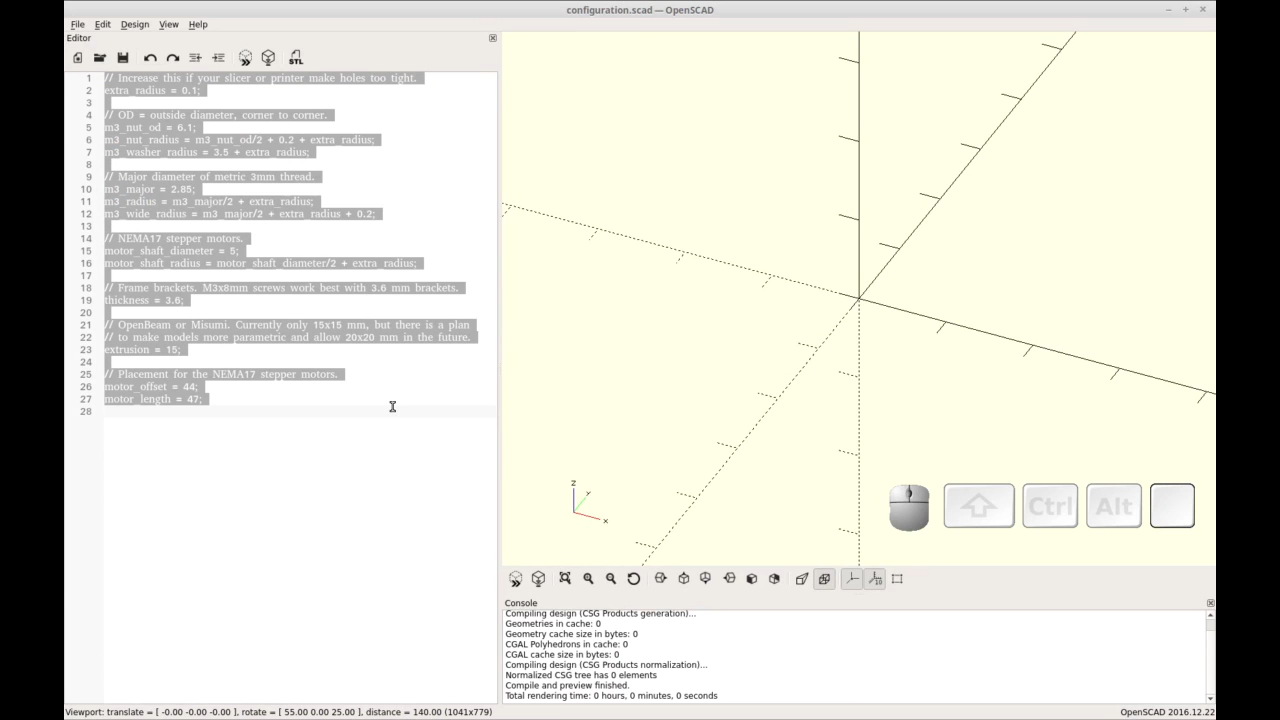 configuration.scad — OpenSCAD
File Edit Design View Help
Editor
STL
1 // Increase this if your slicer or printer make holes too tight.
2 extra_radius = 0.1;
3
4 // OD = outside diameter, corner to corner.
5 m3_nut_od = 6.1;
6 m3_nut_radius = m3_nut_od/2 + 0.2 + extra_radius;
7 m3_washer_radius = 3.5 + extra_radius;
8
9 // Major diameter of metric 3mm thread.
10 m3_major = 2.85;
11 m3_radius = m3_major/2 + extra_radius;
12 m3_wide_radius = m3_major/2 + extra_radius + 0.2;
13
14 // NEMA17 stepper motors.
15 motor_shaft_diameter = 5;
16 motor_shaft_radius = motor_shaft_diameter/2 + extra_radius;
17
18 // Frame brackets. M3x8mm screws work best with 3.6 mm brackets.
19 thickness = 3.6;
20
21 // OpenBeam or Misumi. Currently only 15x15 mm, but there is a plan
22 // to make models more parametric and allow 20x20 mm in the future.
23 extrusion = 15;
24
25 // Placement for the NEMA17 stepper motors.
26 motor_offset = 44;
27 motor_length = 47;
28
z
y
x
Ctrl Alt
10
Console
Compiling design (CSG Products generation)...
Geometries in cache: 0
Geometry cache size in bytes: 0
CGAL Polyhedrons in cache: 0
CGAL cache size in bytes: 0
Compiling design (CSG Products normalization)...
Normalized CSG tree has 0 elements
Compile and preview finished.
Total rendering time: 0 hours, 0 minutes, 0 seconds
Viewport: translate = [ -0.00 -0.00 -0.00 ], rotate = [ 55.00 0.00 25.00 ], distance = 140.00 (1041x779)
OpenSCAD 2016.12.22